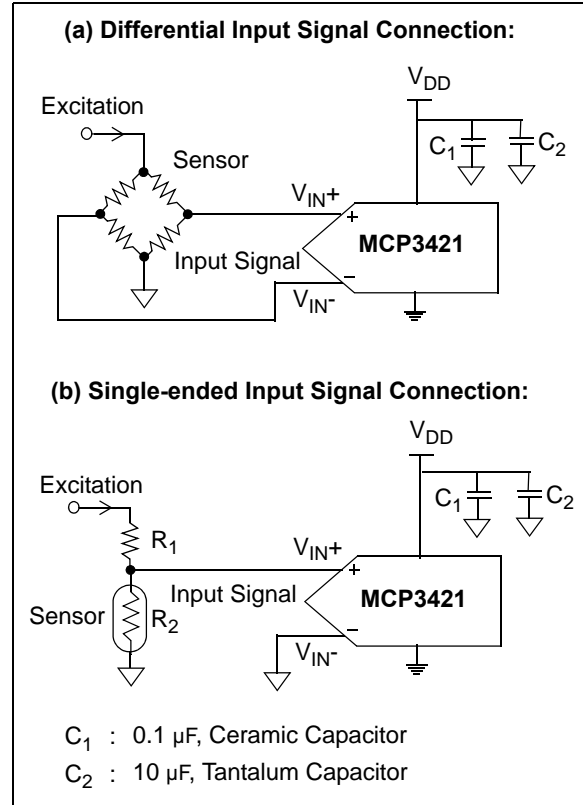 (a) Differential Input Signal Connection:
V_DD
Excitation
C_1
C_2
Sensor
V_IN+
+
Input Signal
MCP3421
−
V_IN-
(b) Single-ended Input Signal Connection:
V_DD
Excitation
C_1
C_2
R_1
V_IN+
+
Input Signal
MCP3421
Sensor
R_2
−
V_IN-
C_1 : 0.1 µF, Ceramic Capacitor
C_2 : 10 µF, Tantalum Capacitor